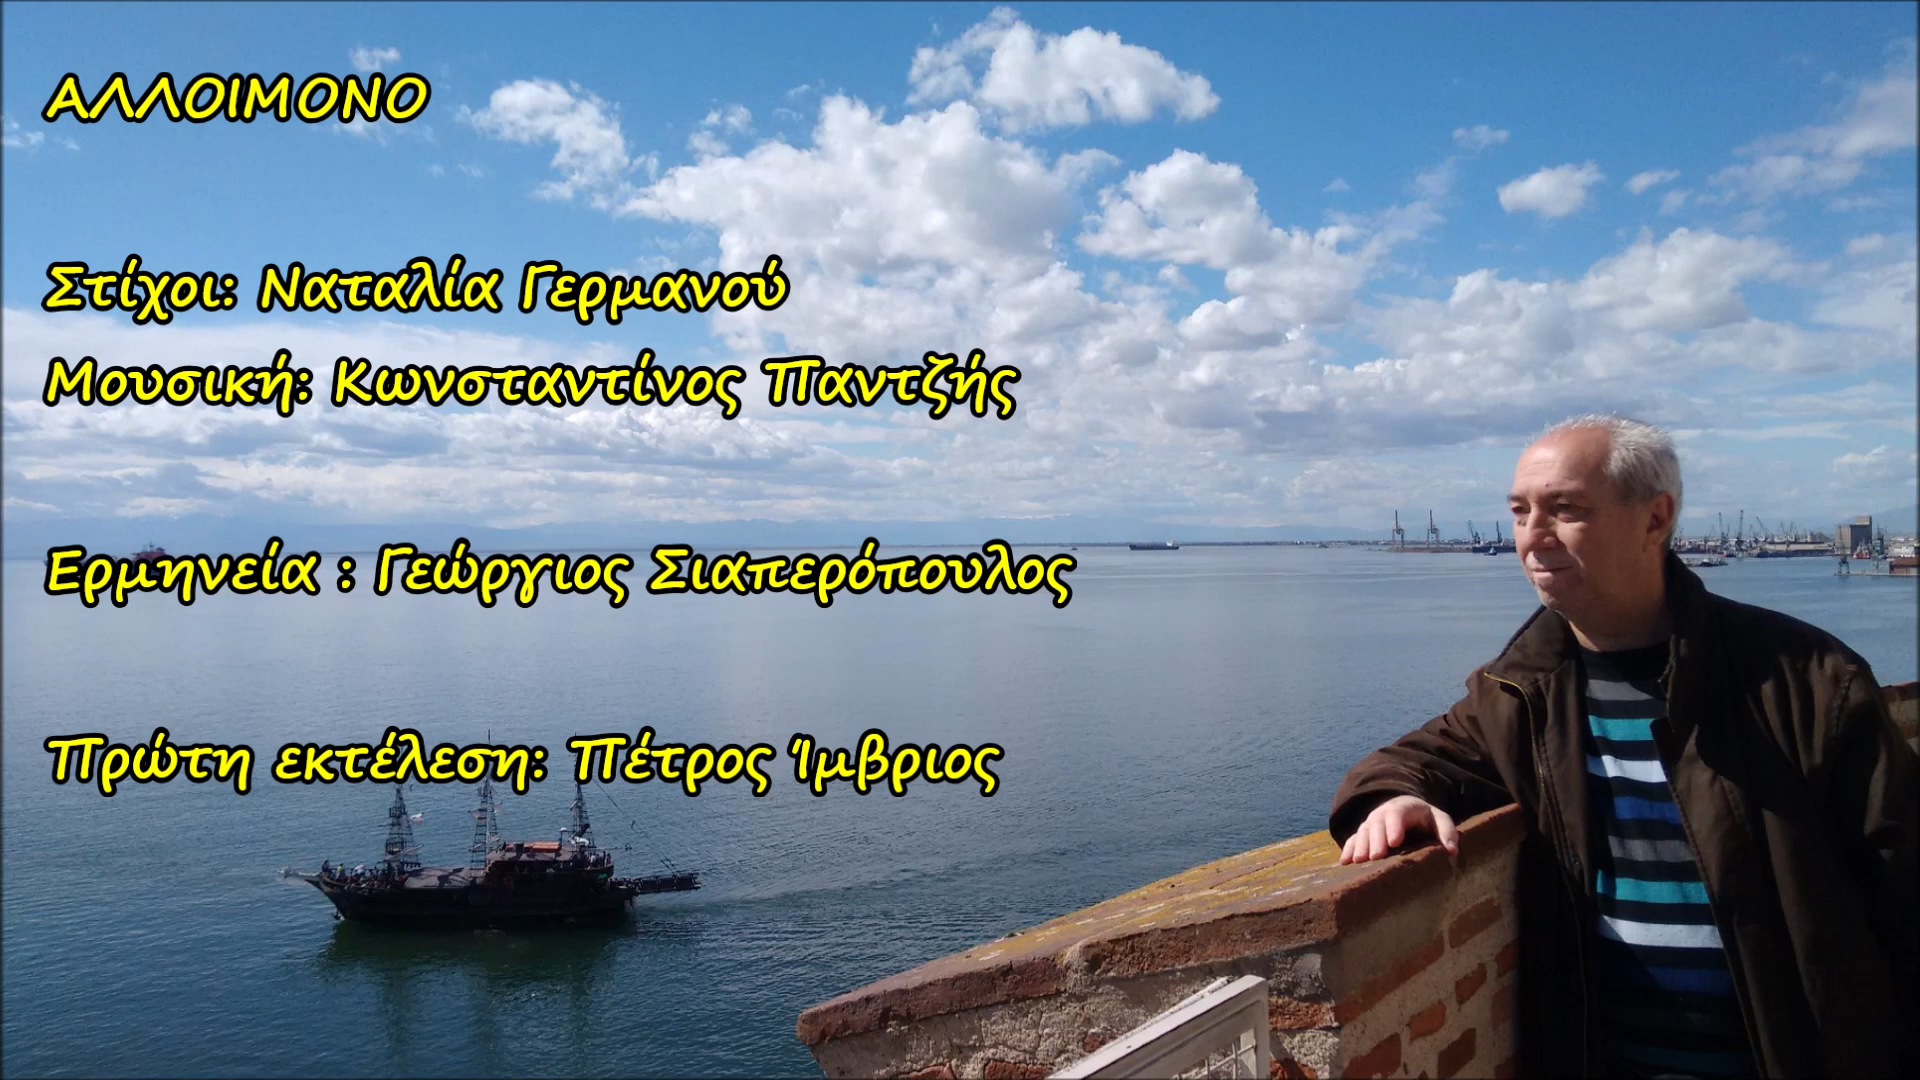 ΑΛΛΟΙΜΟΝΟ
Στίχοι: Ναταλία Γερμανού
Μουσική: Κωνσταντίνος Παντζής
Ερμηνεία : Γεώργιος Σιαπερόπουλος
Πρώτη εκτέλεση: Πέτρος Ίμβριος